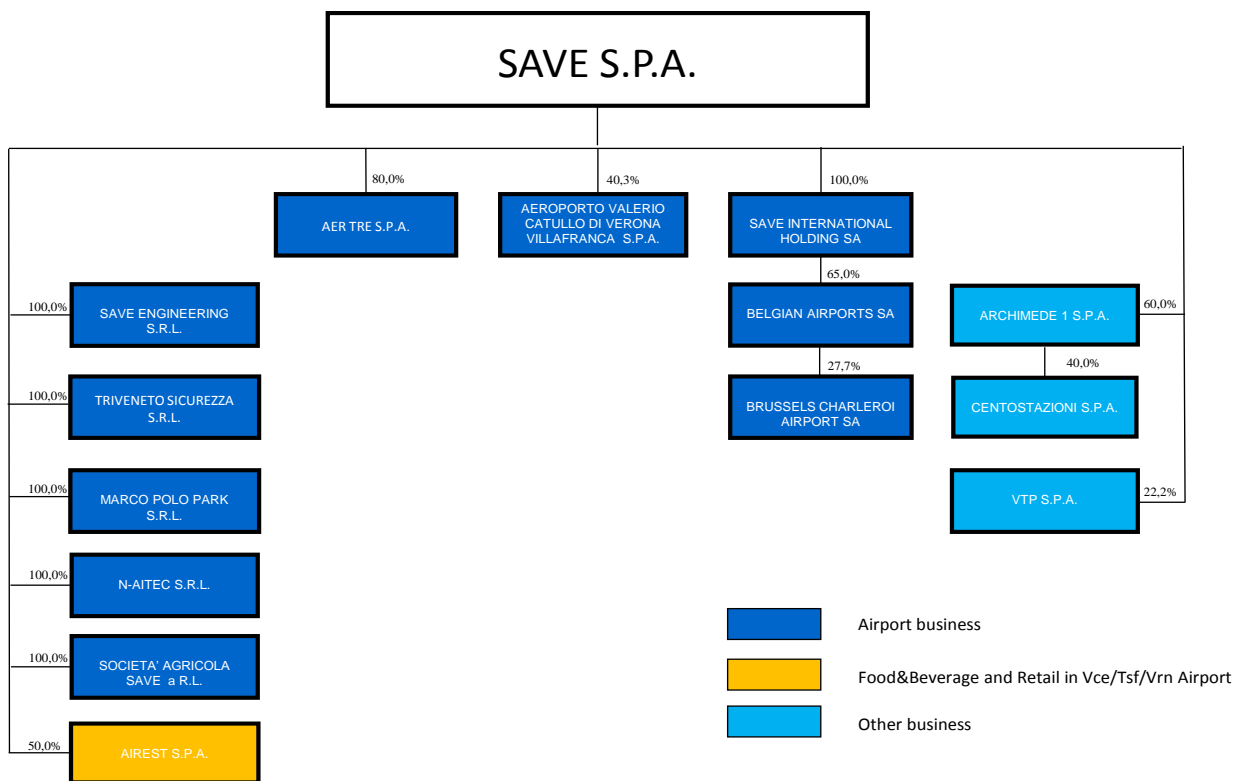 SAVE S.P.A.
80,0%
40,3%
100,0%
AER TRE S.P.A.
AEROPORTO VALERIO
CATULLO DI VERONA
VILLAFRANCA S.P.A.
SAVE INTERNATIONAL
HOLDING SA
65,0%
100,0%
SAVE ENGINEERING
S.R.L.
BELGIAN AIRPORTS SA
ARCHIMEDE 1 S.P.A.
60,0%
27,7%
40,0%
100,0%
TRIVENETO SICUREZZA
S.R.L.
BRUSSELS CHARLEROI
AIRPORT SA
CENTOSTAZIONI S.P.A.
100,0%
MARCO POLO PARK
S.R.L.
VTP S.P.A.
22,2%
100,0%
N-AITEC S.R.L.
100,0%
SOCIETA' AGRICOLA
SAVE a R.L.
50,0%
AIREST S.P.A.
Airport business
Food&Beverage and Retail in Vce/Tsf/Vrn Airport
Other business